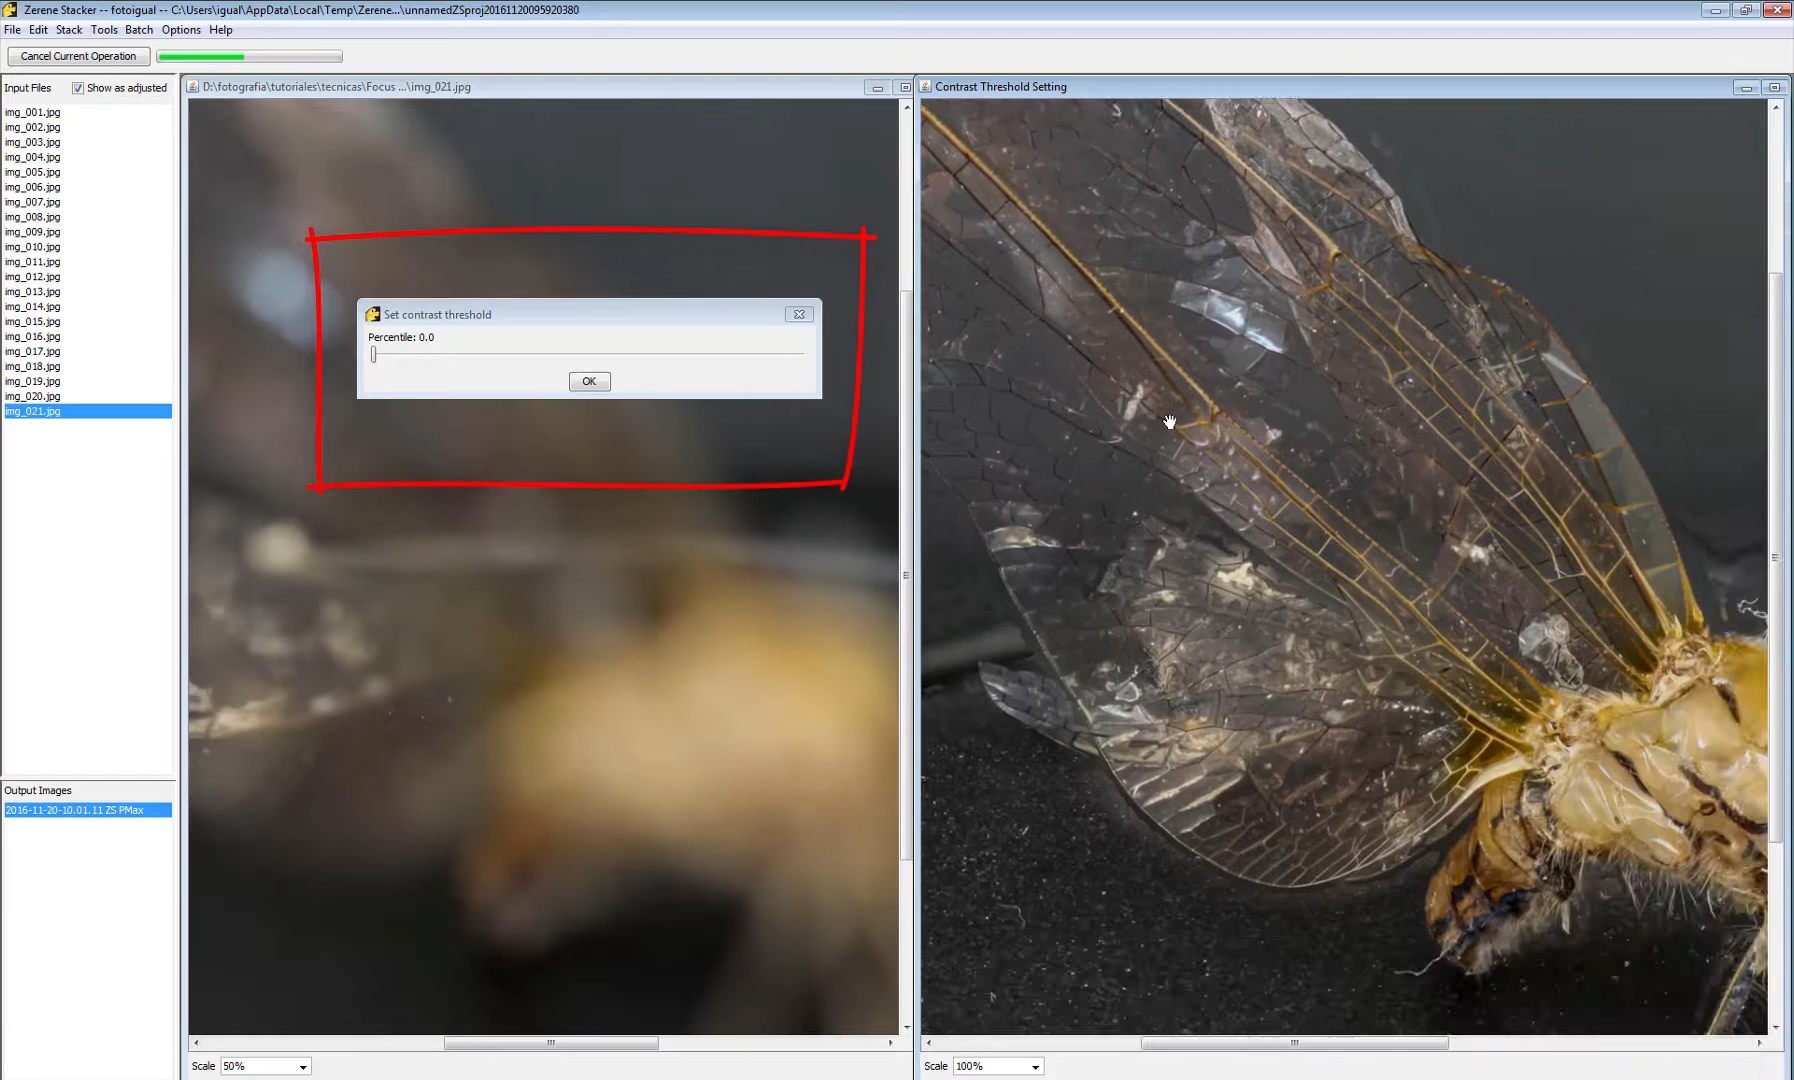 Zerene Stacker -- fotoigual -- C:\Users\igual\AppData\Local\Temp\Zerene...\unnamedZSproj20161120095920380
File Edit Stack Tools Batch Options Help
Cancel Current Operation
Input Files Show as adjusted
img_001.jpg
img_002.jpg
img_003.jpg
img_004.jpg
img_005.jpg
img_006.jpg
img_007.jpg
img_008.jpg
img_009.jpg
img_010.jpg
img_011.jpg
img_012.jpg
img_013.jpg
img_014.jpg
img_015.jpg
img_016.jpg
img_017.jpg
img_018.jpg
img_019.jpg
img_020.jpg
img_021.jpg
Output Images
2016-11-20-10.01.11 ZS PMax
D:\fotografia\tutoriales\tecnicas\Focus ...\img_021.jpg
Set contrast threshold
Percentile: 0.0
OK
Scale 50%
Contrast Threshold Setting
Scale 100%